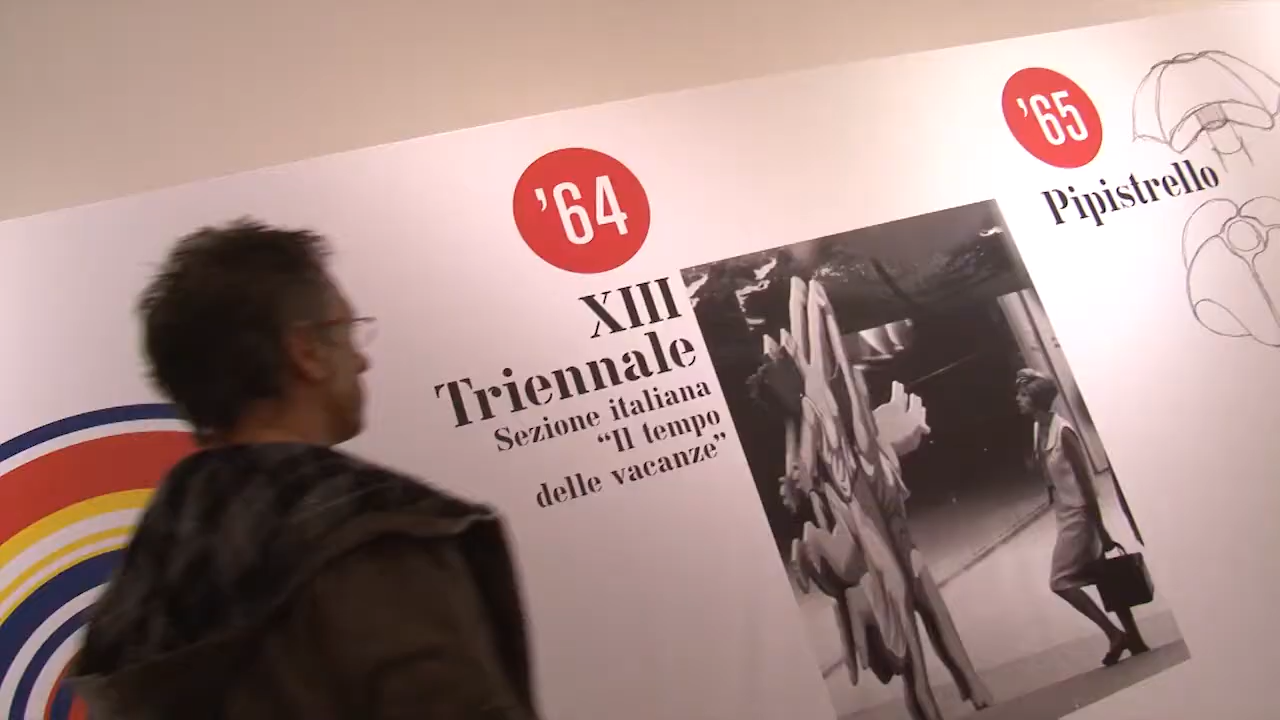 ’64
XIII
Triennale
Sezione italiana
“Il tempo
delle vacanze”
’65
Pipistrello